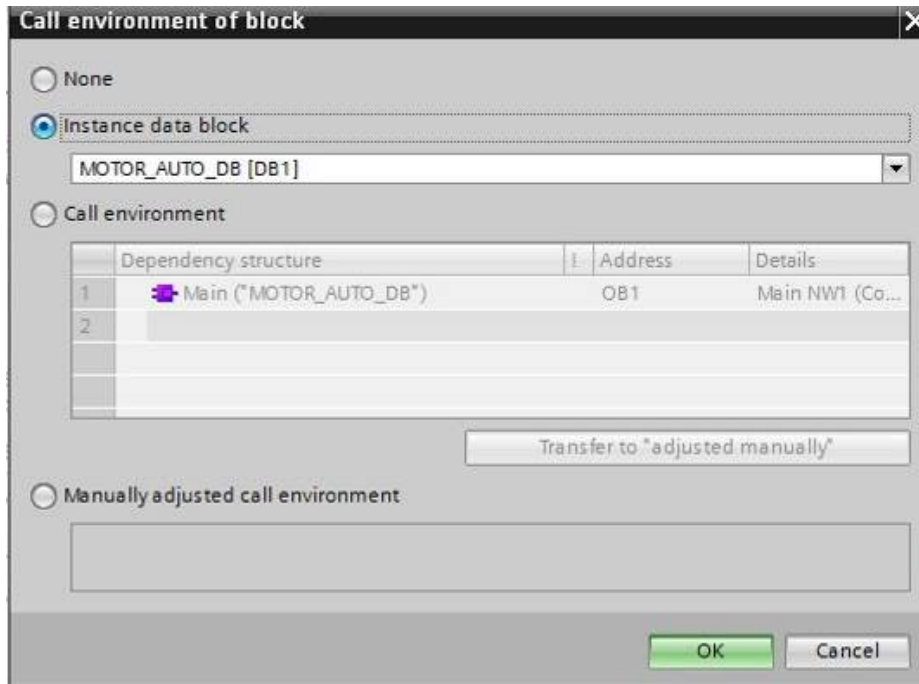 Call environment of block
None
Instance data block
MOTOR_AUTO_DB [DB1]
Call environment
Dependency structure ! Address Details
1 Main ("MOTOR_AUTO_DB") OB1 Main NW1 (Co...
2
Transfer to "adjusted manually"
Manually adjusted call environment
OK Cancel